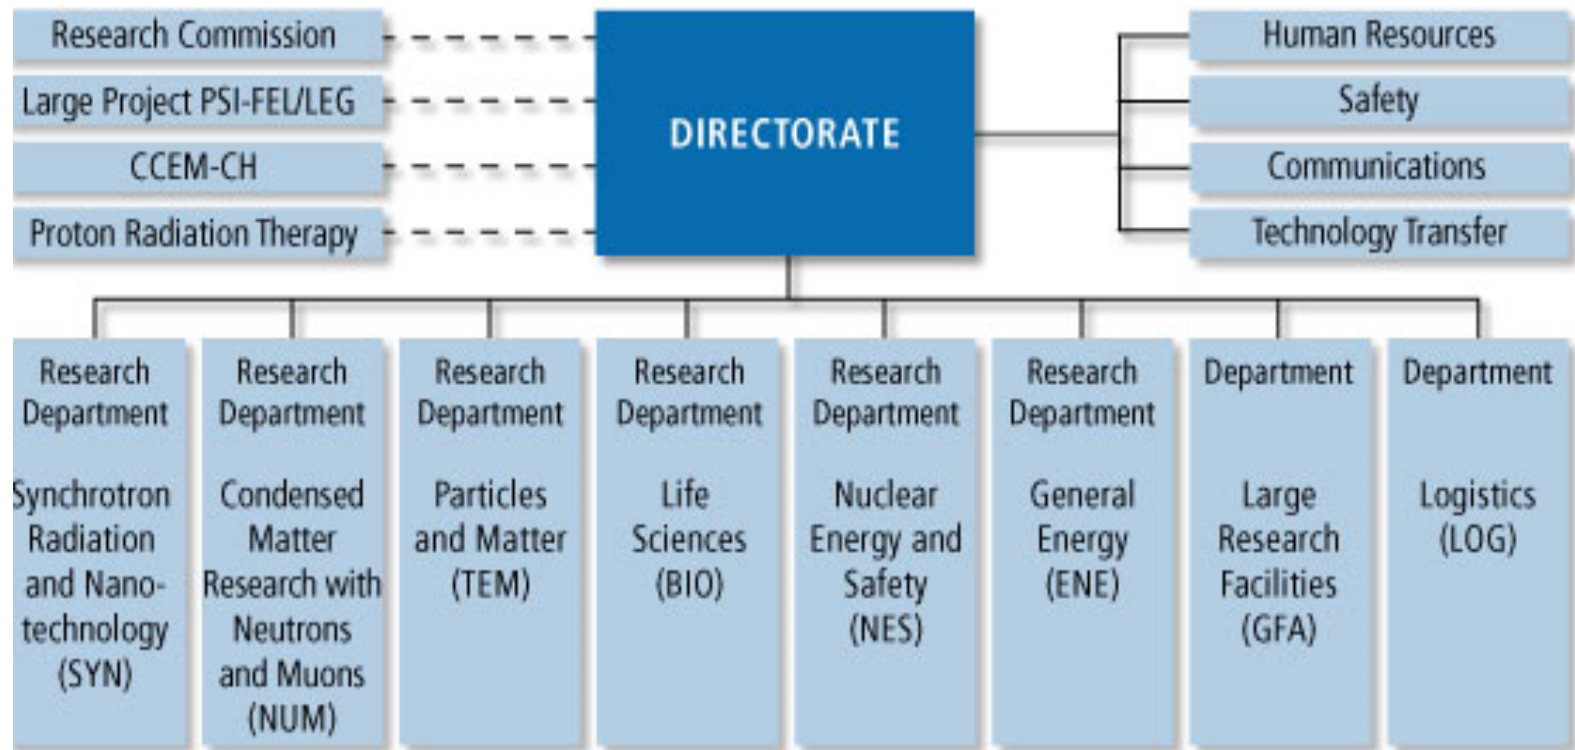 Research Commission
Large Project PSI-FEL/LEG
CCEM-CH
Proton Radiation Therapy
DIRECTORATE
Human Resources
Safety
Communications
Technology Transfer
Research
Department
Synchrotron
Radiation
and Nano-
technology
(SYN)
Research
Department
Condensed
Matter
Research with
Neutrons
and Muons
(NUM)
Research
Department
Particles
and Matter
(TEM)
Research
Department
Life
Sciences
(BIO)
Research
Department
Nuclear
Energy and
Safety
(NES)
Research
Department
General
Energy
(ENE)
Department
Large
Research
Facilities
(GFA)
Department
Logistics
(LOG)